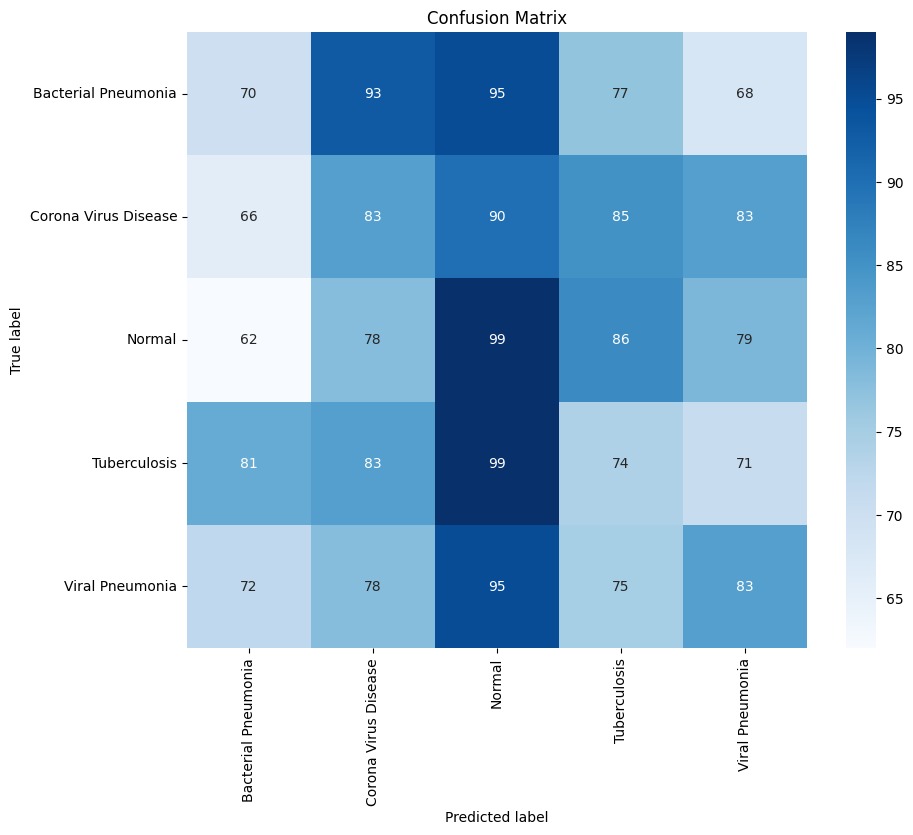 Confusion Matrix
Bacterial Pneumonia 70 93 95 77 68
Corona Virus Disease 66 83 90 85 83
Normal 62 78 99 86 79
Tuberculosis 81 83 99 74 71
Viral Pneumonia 72 78 95 75 83
True label
Bacterial Pneumonia
Corona Virus Disease
Normal
Tuberculosis
Viral Pneumonia
Predicted label
95
90
85
80
75
70
65